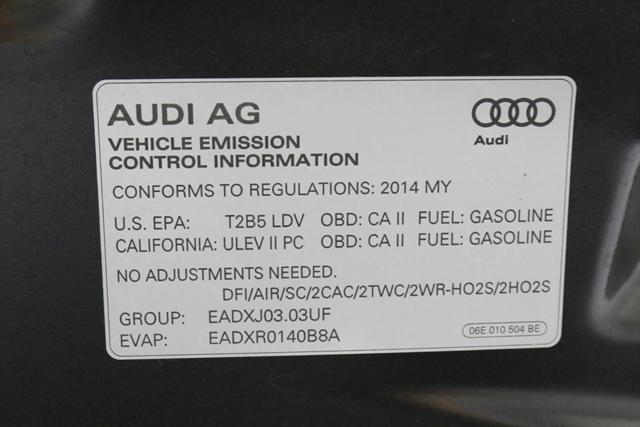 AUDI AG
Audi
VEHICLE EMISSION
CONTROL INFORMATION
CONFORMS TO REGULATIONS: 2014 MY
U.S. EPA: T2B5 LDV OBD: CA II FUEL: GASOLINE
CALIFORNIA: ULEV II PC OBD: CA II FUEL: GASOLINE
NO ADJUSTMENTS NEEDED.
DFI/AIR/SC/2CAC/2TWC/2WR-HO2S/2HO2S
GROUP: EADXJ03.03UF
EVAP: EADXR0140B8A
06E 010 504 BE